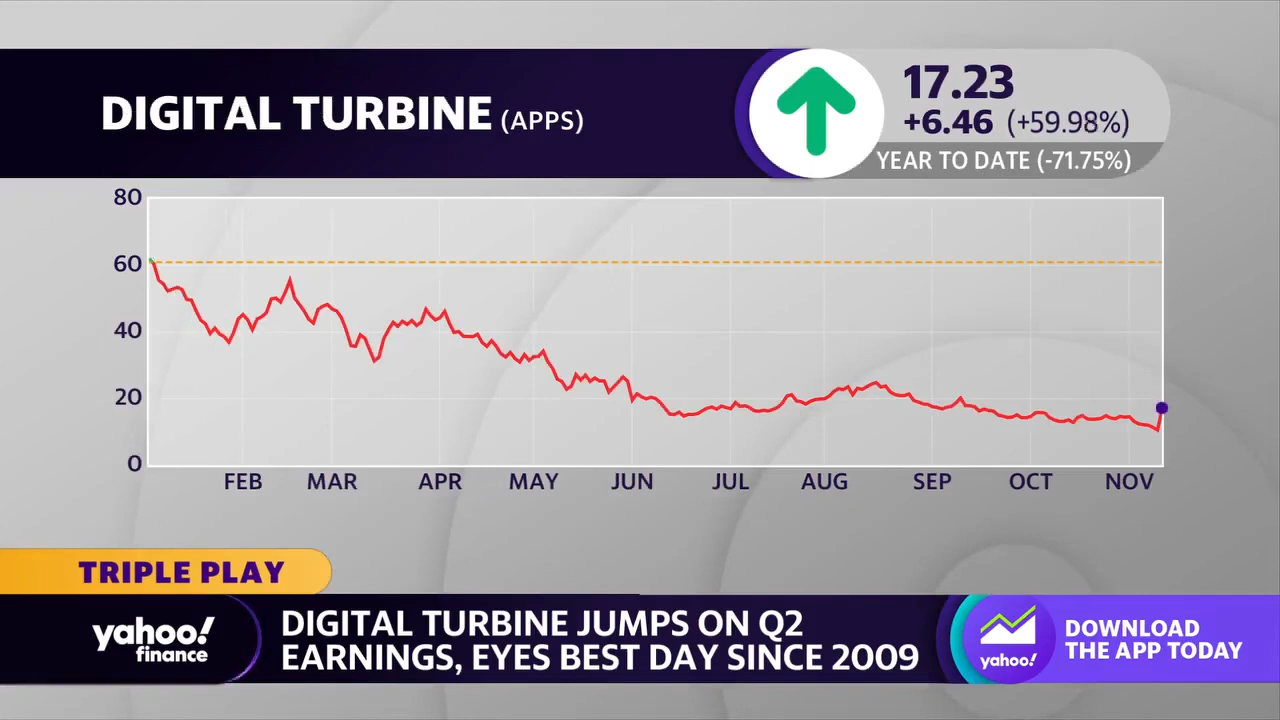 DIGITAL TURBINE (APPS)
17.23
+6.46 (+59.98%)
YEAR TO DATE (-71.75%)
80
60
40
20
0
FEB MAR APR MAY JUN JUL AUG SEP OCT NOV
TRIPLE PLAY
yahoo!
finance
DIGITAL TURBINE JUMPS ON Q2
EARNINGS, EYES BEST DAY SINCE 2009
yahoo!
DOWNLOAD
THE APP TODAY